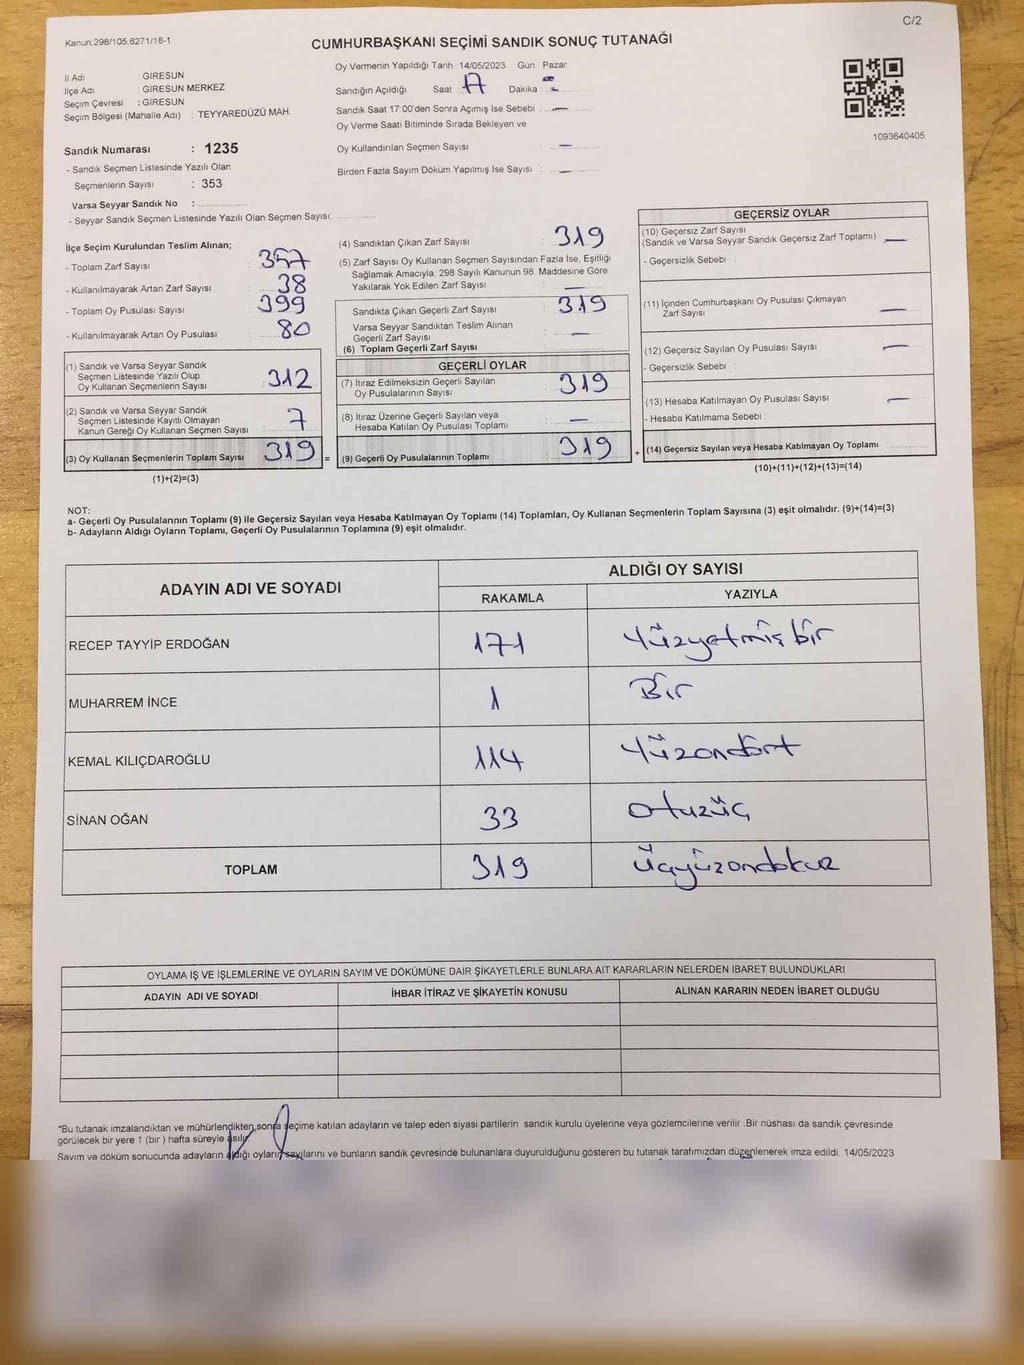 C/2
Kanun:298/105,6271/18-1
CUMHURBAŞKANI SEÇİMİ SANDIK SONUÇ TUTANAĞI
İl Adı : GİRESUN
İlçe Adı : GİRESUN MERKEZ
Seçim Çevresi : GİRESUN
Seçim Bölgesi (Mahalle Adı) : TEYYAREDÜZÜ MAH.
Sandık Numarası : 1235
- Sandık Seçmen Listesinde Yazılı Olan
Seçmenlerin Sayısı : 353
Varsa Seyyar Sandık No :
- Seyyar Sandık Seçmen Listesinde Yazılı Olan Seçmen Sayısı:
Oy Vermenin Yapıldığı Tarih :14/05/2023 Gün : Pazar
Sandığın Açıldığı Saat 17 Dakika : -
Sandık Saat 17:00'den Sonra Açmış İse Sebebi : -
Oy Verme Saati Bitiminde Sırada Bekleyen ve
Oy Kullandırılan Seçmen Sayısı : -
Birden Fazla Sayım Döküm Yapılmış İse Sayısı : -
1093640405
İlçe Seçim Kurulundan Teslim Alınan;
- Toplam Zarf Sayısı : 357
- Kullanılmayarak Artan Zarf Sayısı : 38
- Toplam Oy Pusulası Sayısı : 399
- Kullanılmayarak Artan Oy Pusulası : 80
(1) Sandık ve Varsa Seyyar Sandık
Seçmen Listesinde Yazılı Olup
Oy Kullanan Seçmenlerin Sayısı : 312
(2) Sandık ve Varsa Seyyar Sandık
Seçmen Listesinde Kayıtlı Olmayan
Kanun Gereği Oy Kullanan Seçmen Sayısı : 7
(3) Oy Kullanan Seçmenlerin Toplam Sayısı 319 =
(1)+(2)=(3)
(4) Sandıktan Çıkan Zarf Sayısı : 319
(5) Zarf Sayısı Oy Kullanan Seçmen Sayısından Fazla İse, Eşitliği
Sağlamak Amacıyla, 298 Sayılı Kanunun 98. Maddesine Göre
Yakılarak Yok Edilen Zarf Sayısı : -
Sandıkta Çıkan Geçerli Zarf Sayısı : 319
Varsa Seyyar Sandıktan Teslim Alınan
Geçerli Zarf Sayısı : -
(6) Toplam Geçerli Zarf Sayısı
GEÇERLİ OYLAR
(7) İtiraz Edilmeksizin Geçerli Sayılan
Oy Pusulalarının Sayısı : 319
(8) İtiraz Üzerine Geçerli Sayılan veya
Hesaba Katılan Oy Pusulası Toplamı : -
(9) Geçerli Oy Pusulalarının Toplamı : 319 +
GEÇERSİZ OYLAR
(10) Geçersiz Zarf Sayısı
(Sandık ve Varsa Seyyar Sandık Geçersiz Zarf Toplamı) : -
- Geçersizlik Sebebi :
(11) İçinden Cumhurbaşkanı Oy Pusulası Çıkmayan
Zarf Sayısı : -
(12) Geçersiz Sayılan Oy Pusulası Sayısı : -
- Geçersizlik Sebebi :
(13) Hesaba Katılmayan Oy Pusulası Sayısı : -
- Hesaba Katılmama Sebebi :
(14) Geçersiz Sayılan veya Hesaba Katılmayan Oy Toplamı :
(10)+(11)+(12)+(13)=(14)
NOT:
a- Geçerli Oy Pusulalarının Toplamı (9) ile Geçersiz Sayılan veya Hesaba Katılmayan Oy Toplamı (14) Toplamları, Oy Kullanan Seçmenlerin Toplam Sayısına (3) eşit olmalıdır. (9)+(14)=(3)
b- Adayların Aldığı Oyların Toplamı, Geçerli Oy Pusulalarının Toplamına (9) eşit olmalıdır.
ADAYIN ADI VE SOYADI ALDIĞI OY SAYISI
RAKAMLA YAZIYLA
RECEP TAYYİP ERDOĞAN 171 Yüzyetmiş bir
MUHARREM İNCE 1 Bir
KEMAL KILIÇDAROĞLU 114 Yüzondört
SİNAN OĞAN 33 Otuzüç
TOPLAM 319 Üçyüzondokuz
OYLAMA İŞ VE İŞLEMLERİNE VE OYLARIN SAYIM VE DÖKÜMÜNE DAİR ŞİKAYETLERLE BUNLARA AİT KARARLARIN NELERDEN İBARET BULUNDUKLARI
ADAYIN ADI VE SOYADI İHBAR İTİRAZ VE ŞİKAYETİN KONUSU ALINAN KARARIN NEDEN İBARET OLDUĞU
*Bu tutanak imzalandıktan ve mühürlendikten sonra seçime katılan adayların ve talep eden siyasi partilerin sandık kurulu üyelerine veya gözlemcilerine verilir .Bir nüshası da sandık çevresinde
görülecek bir yere 1 (bir ) hafta süreyle asılır.
Sayım ve döküm sonucunda adayların aldığı oyların sayılarını ve bunların sandık çevresinde bulunanlara duyurulduğunu gösteren bu tutanak tarafımızdan düzenlenerek imza edildi. 14/05/2023